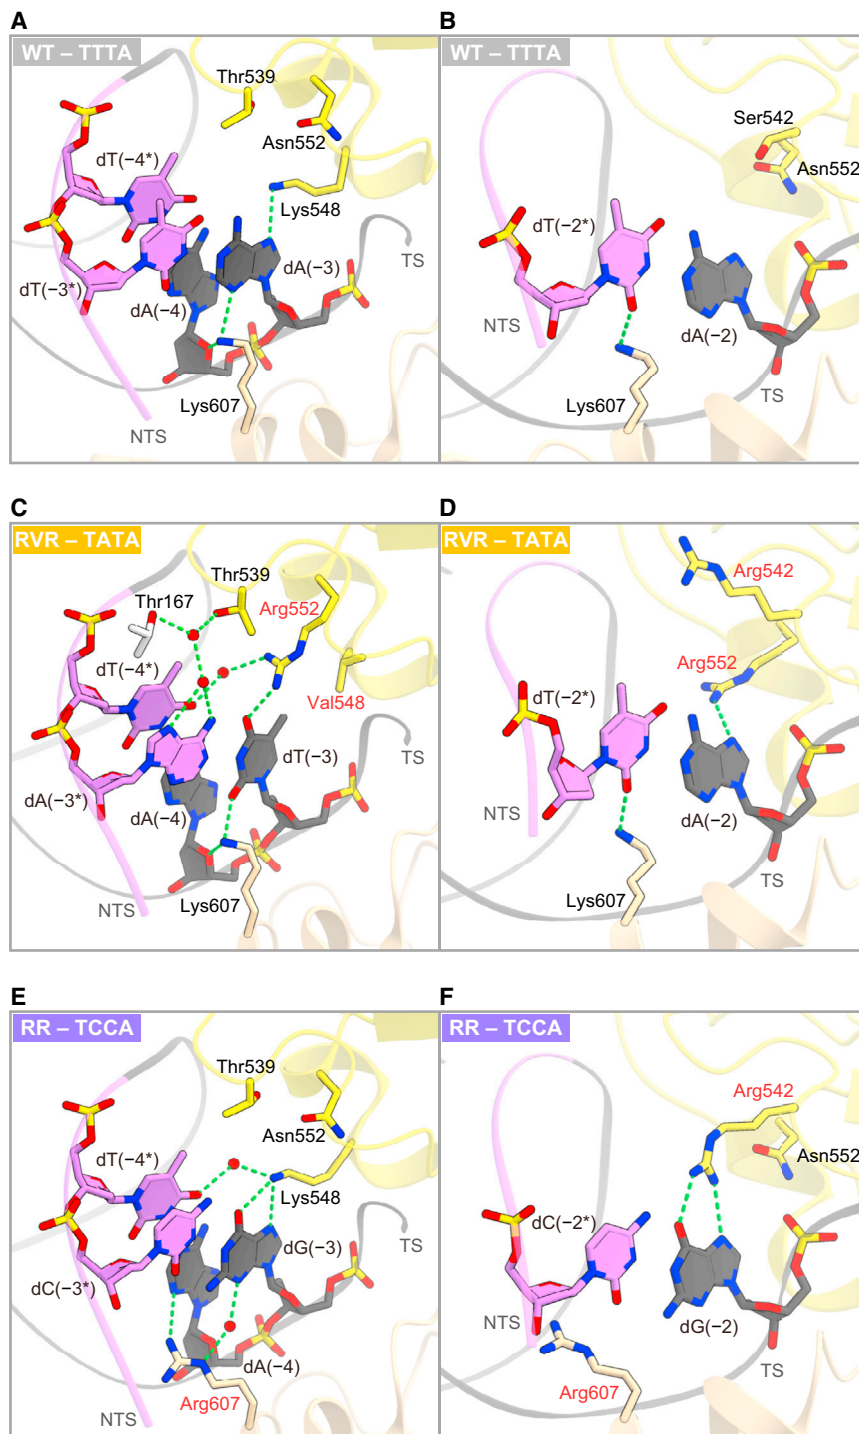 A
WT – TTTA
Thr539
Asn552
dT(−4*)
Lys548
dA(−3)
TS
dT(−3*)
dA(−4)
Lys607
NTS
B
WT – TTTA
Ser542
Asn552
dT(−2*)
NTS
dA(−2)
Lys607
TS
C
RVR – TATA
Thr539
Thr167
Arg552
dT(−4*)
Val548
dT(−3)
TS
dA(−3*)
dA(−4)
Lys607
NTS
D
RVR – TATA
Arg542
Arg552
dT(−2*)
NTS
dA(−2)
TS
Lys607
E
RR – TCCA
Thr539
Asn552
dT(−4*)
Lys548
dG(−3)
TS
dC(−3*)
dA(−4)
Arg607
NTS
F
RR – TCCA
Arg542
Asn552
dC(−2*)
NTS
dG(−2)
TS
Arg607